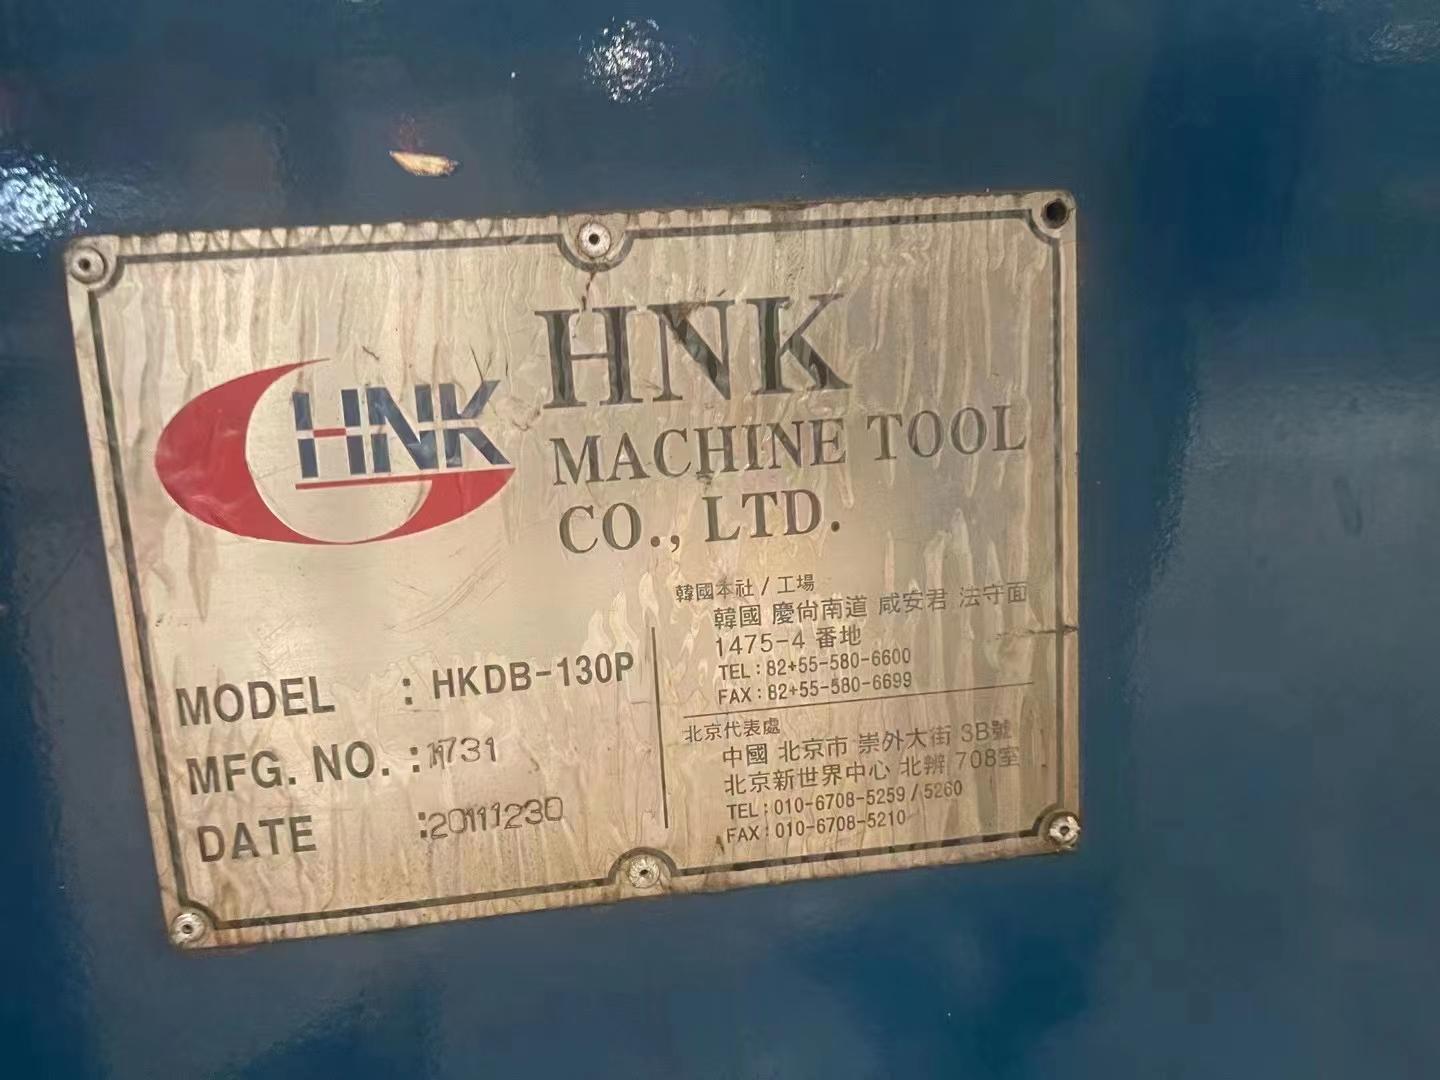 HNK
HNK
MACHINE TOOL
CO., LTD.
韓國本社 / 工場
韓國 慶尙南道 咸安君 法守面
1475-4 番地
TEL : 82+55-580-6600
FAX : 82+55-580-6699
北京代表處
中國 北京市 崇外大街 3B號
北京新世界中心 北辨 708室
TEL : 010-6708-5259 / 5260
FAX : 010-6708-5210
MODEL : HKDB-130P
MFG. NO. :
DATE : 20111230